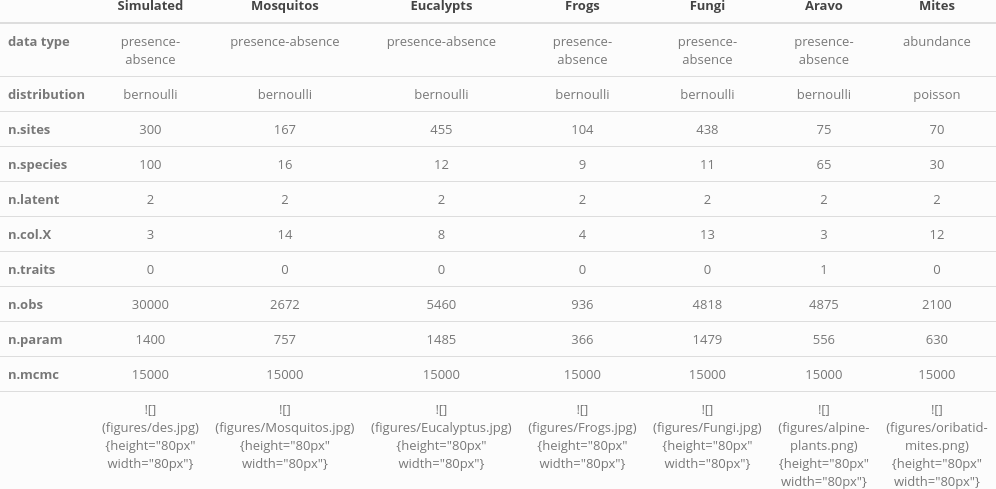 Simulated Mosquitos Eucalypts Frogs Fungi Aravo Mites
data type presence- presence-absence presence-absence presence- presence- presence- abundance
absence absence absence absence
distribution bernoulli bernoulli bernoulli bernoulli bernoulli bernoulli poisson
n.sites 300 167 455 104 438 75 70
n.species 100 16 12 9 11 65 30
n.latent 2 2 2 2 2 2 2
n.col.X 3 14 8 4 13 3 12
n.traits 0 0 0 0 0 1 0
n.obs 30000 2672 5460 936 4818 4875 2100
n.param 1400 757 1485 366 1479 556 630
n.mcmc 15000 15000 15000 15000 15000 15000 15000
![] ![] ![] ![] ![] ![] ![]
(figures/des.jpg) (figures/Mosquitos.jpg) (figures/Eucalyptus.jpg) (figures/Frogs.jpg) (figures/Fungi.jpg) (figures/alpine- (figures/oribatid-
{height="80px" {height="80px" {height="80px" {height="80px" {height="80px" plants.png) mites.png)
width="80px"} width="80px"} width="80px"} width="80px"} width="80px"} {height="80px" {height="80px"
width="80px"} width="80px"}